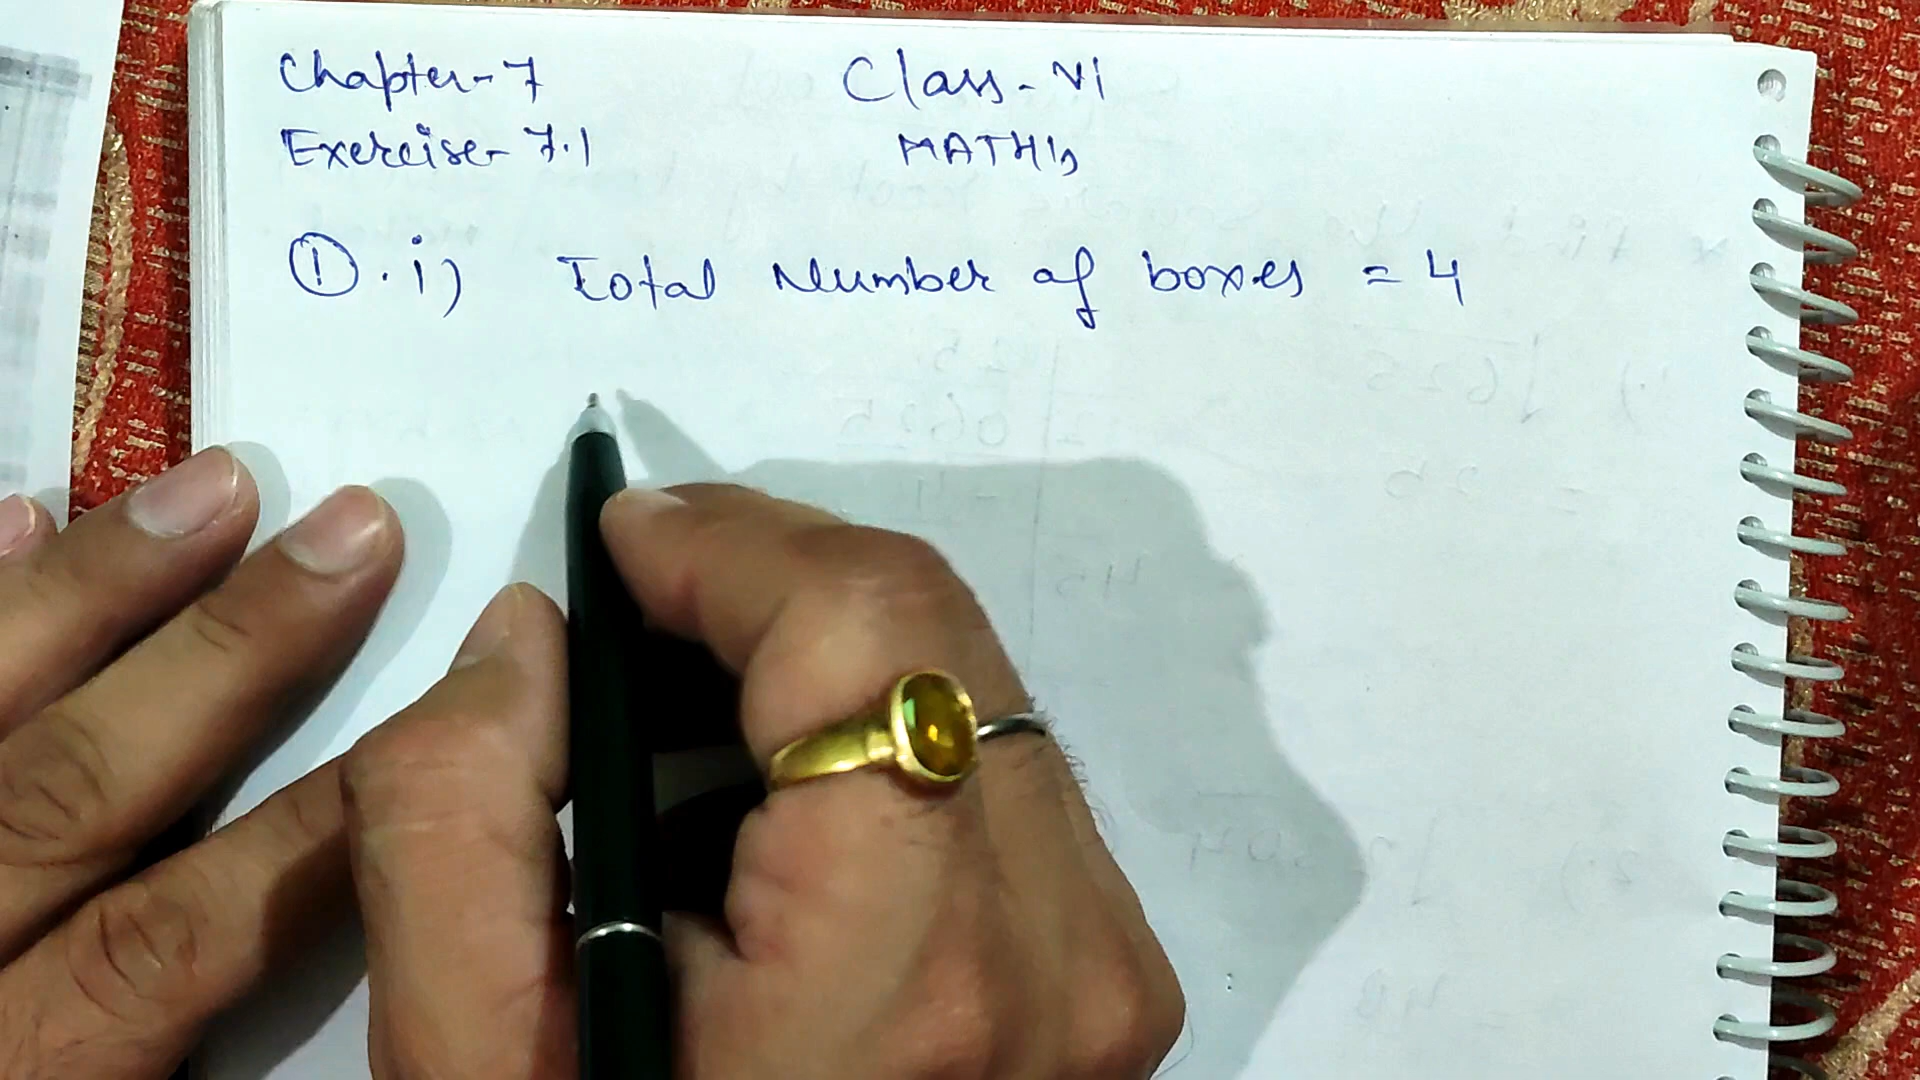 Chapter-7 Class-VI
Exercise-7.1 MATHs
① . i) Total Number of boxes = 4